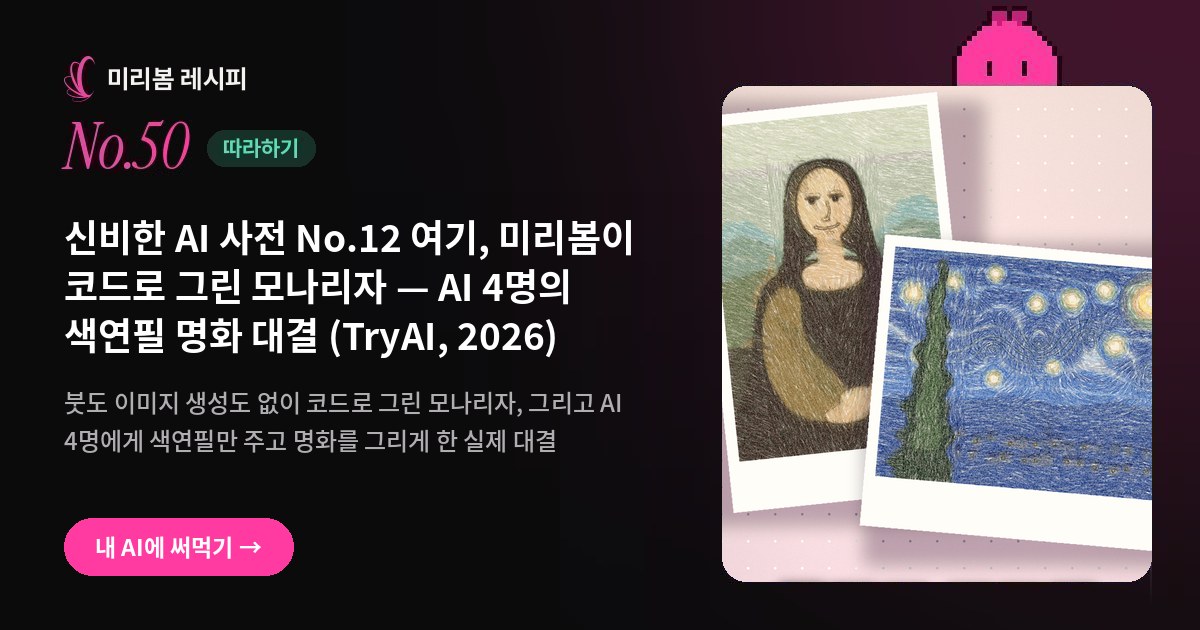 미리봄 레시피
No.50
따라하기
신비한 AI 사전 No.12 여기, 미리봄이
코드로 그린 모나리자 — AI 4명의
색연필 명화 대결 (TryAI, 2026)
붓도 이미지 생성도 없이 코드로 그린 모나리자, 그리고 AI
4명에게 색연필만 주고 명화를 그리게 한 실제 대결
내 AI에 써먹기 →